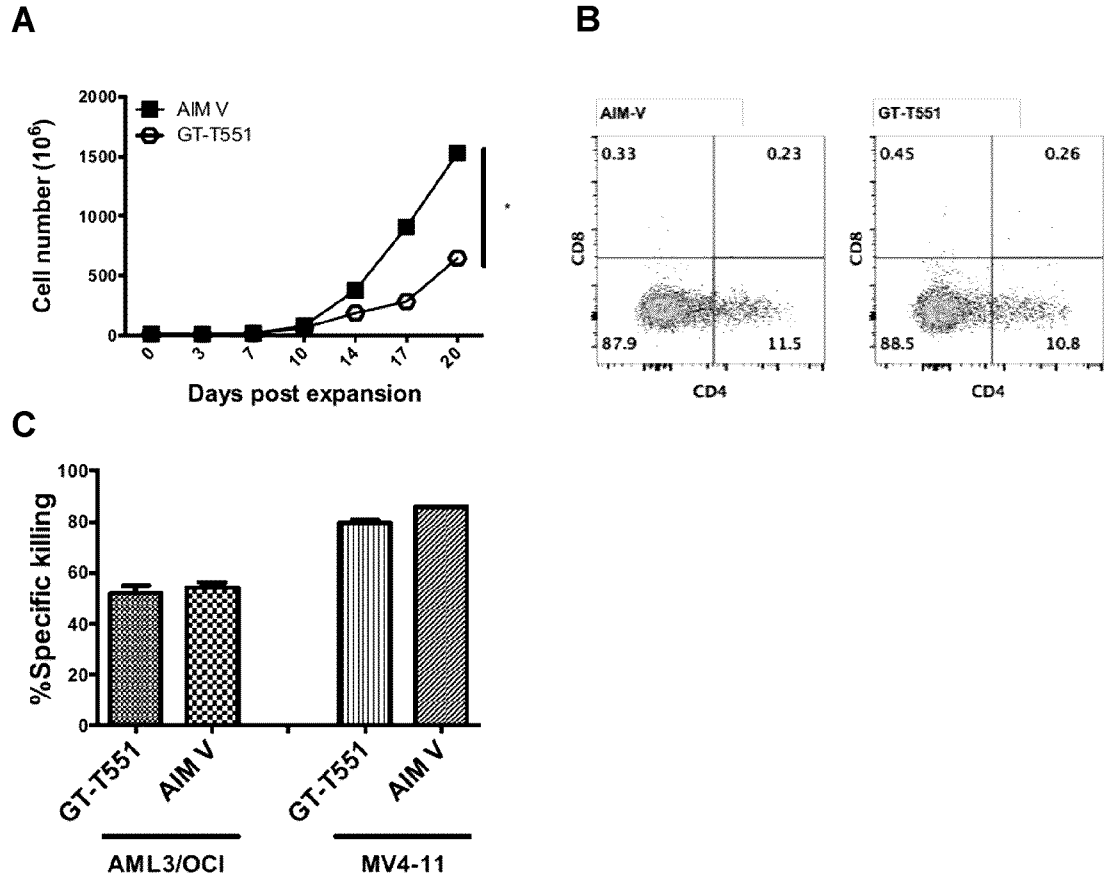 A
B
2000
1500
1000
500
0
Cell number (10⁶)
AIM V
GT-T551
*
0
3
7
10
14
17
20
Days post expansion
AIM-V
0.33
0.23
87.9
11.5
CD8
CD4
GT-T551
0.45
0.26
88.5
10.8
CD8
CD4
C
100
80
60
40
20
0
%Specific killing
GT-T551
AIM V
GT-T551
AIM V
AML3/OCI
MV4-11